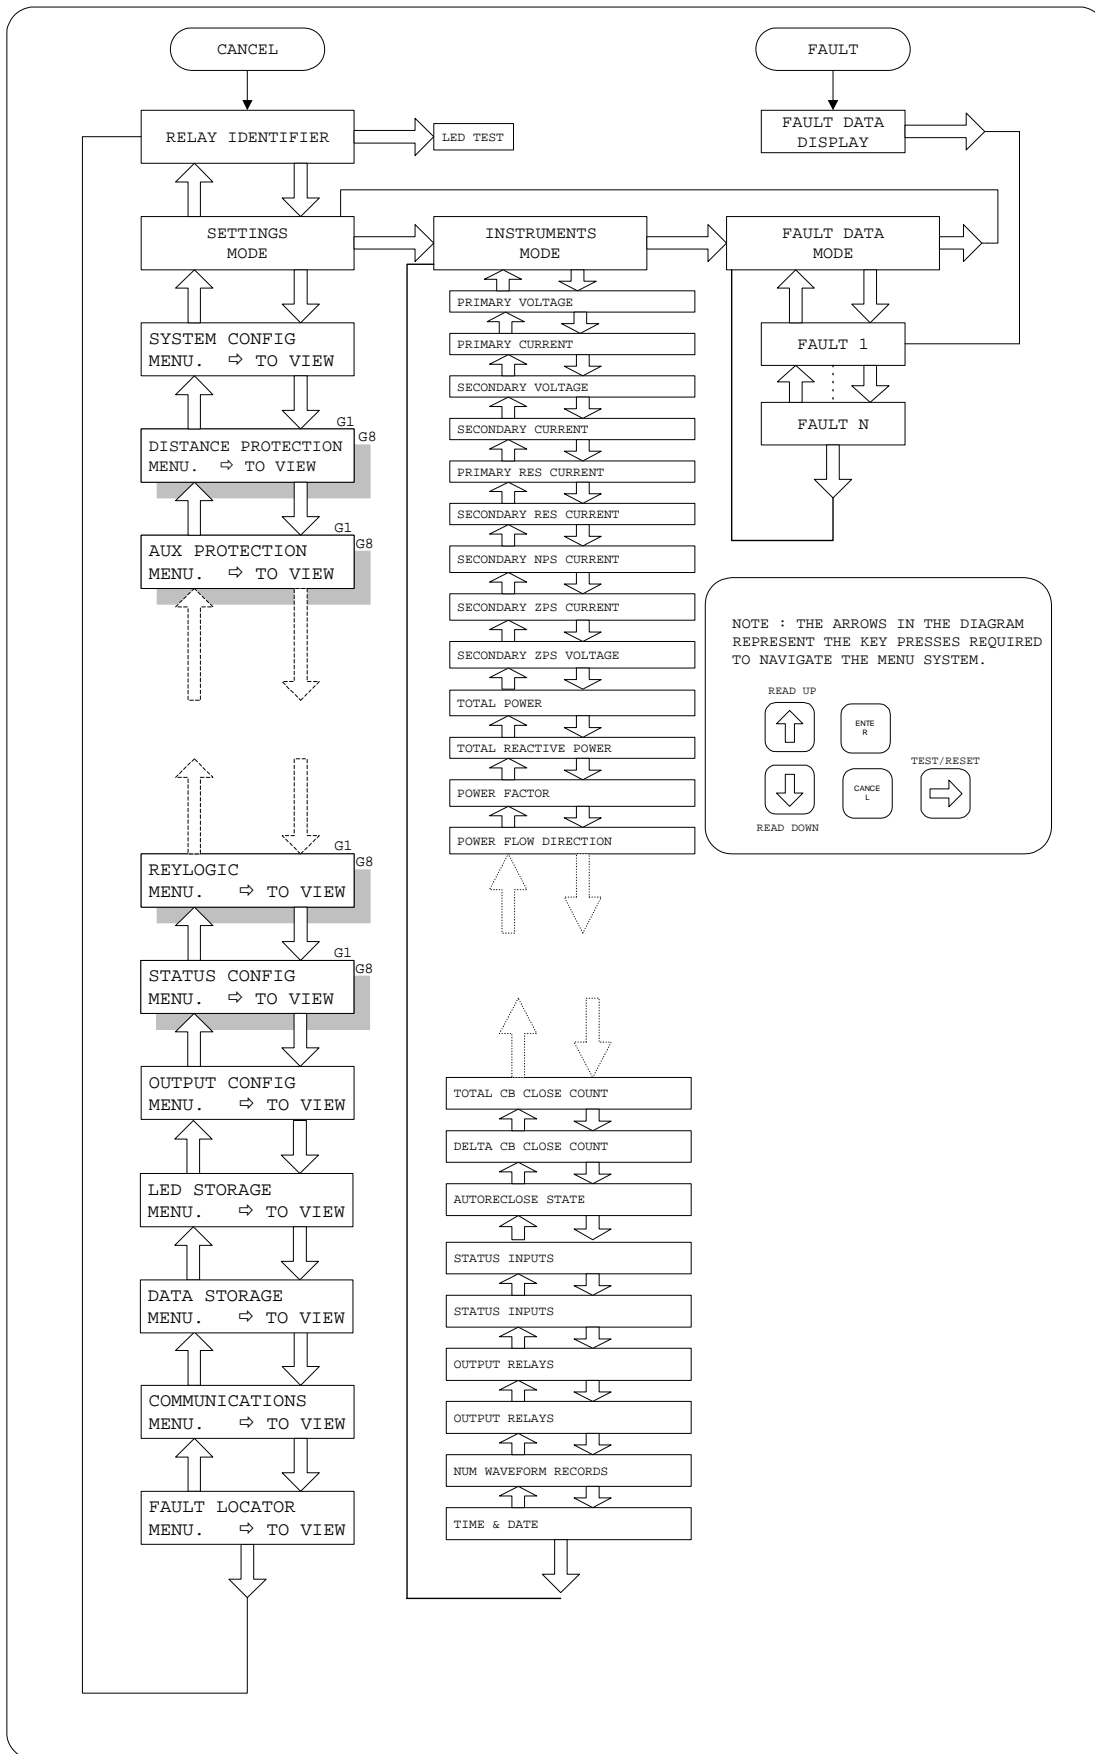 CANCEL
RELAY IDENTIFIER
LED TEST
SETTINGS
MODE
SYSTEM CONFIG
MENU. ⇨ TO VIEW
G1
G8
DISTANCE PROTECTION
MENU. ⇨ TO VIEW
G1
G8
AUX PROTECTION
MENU. ⇨ TO VIEW
G1
G8
REYLOGIC
MENU. ⇨ TO VIEW
G1
G8
STATUS CONFIG
MENU. ⇨ TO VIEW
OUTPUT CONFIG
MENU. ⇨ TO VIEW
LED STORAGE
MENU. ⇨ TO VIEW
DATA STORAGE
MENU. ⇨ TO VIEW
COMMUNICATIONS
MENU. ⇨ TO VIEW
FAULT LOCATOR
MENU. ⇨ TO VIEW
INSTRUMENTS
MODE
PRIMARY VOLTAGE
PRIMARY CURRENT
SECONDARY VOLTAGE
SECONDARY CURRENT
PRIMARY RES CURRENT
SECONDARY RES CURRENT
SECONDARY NPS CURRENT
SECONDARY ZPS CURRENT
SECONDARY ZPS VOLTAGE
TOTAL POWER
TOTAL REACTIVE POWER
POWER FACTOR
POWER FLOW DIRECTION
TOTAL CB CLOSE COUNT
DELTA CB CLOSE COUNT
AUTORECLOSE STATE
STATUS INPUTS
STATUS INPUTS
OUTPUT RELAYS
OUTPUT RELAYS
NUM WAVEFORM RECORDS
TIME & DATE
FAULT
FAULT DATA
DISPLAY
FAULT DATA
MODE
FAULT 1
FAULT N
NOTE : THE ARROWS IN THE DIAGRAM
REPRESENT THE KEY PRESSES REQUIRED
TO NAVIGATE THE MENU SYSTEM.
READ UP
ENTE
R
TEST/RESET
CANCE
L
READ DOWN